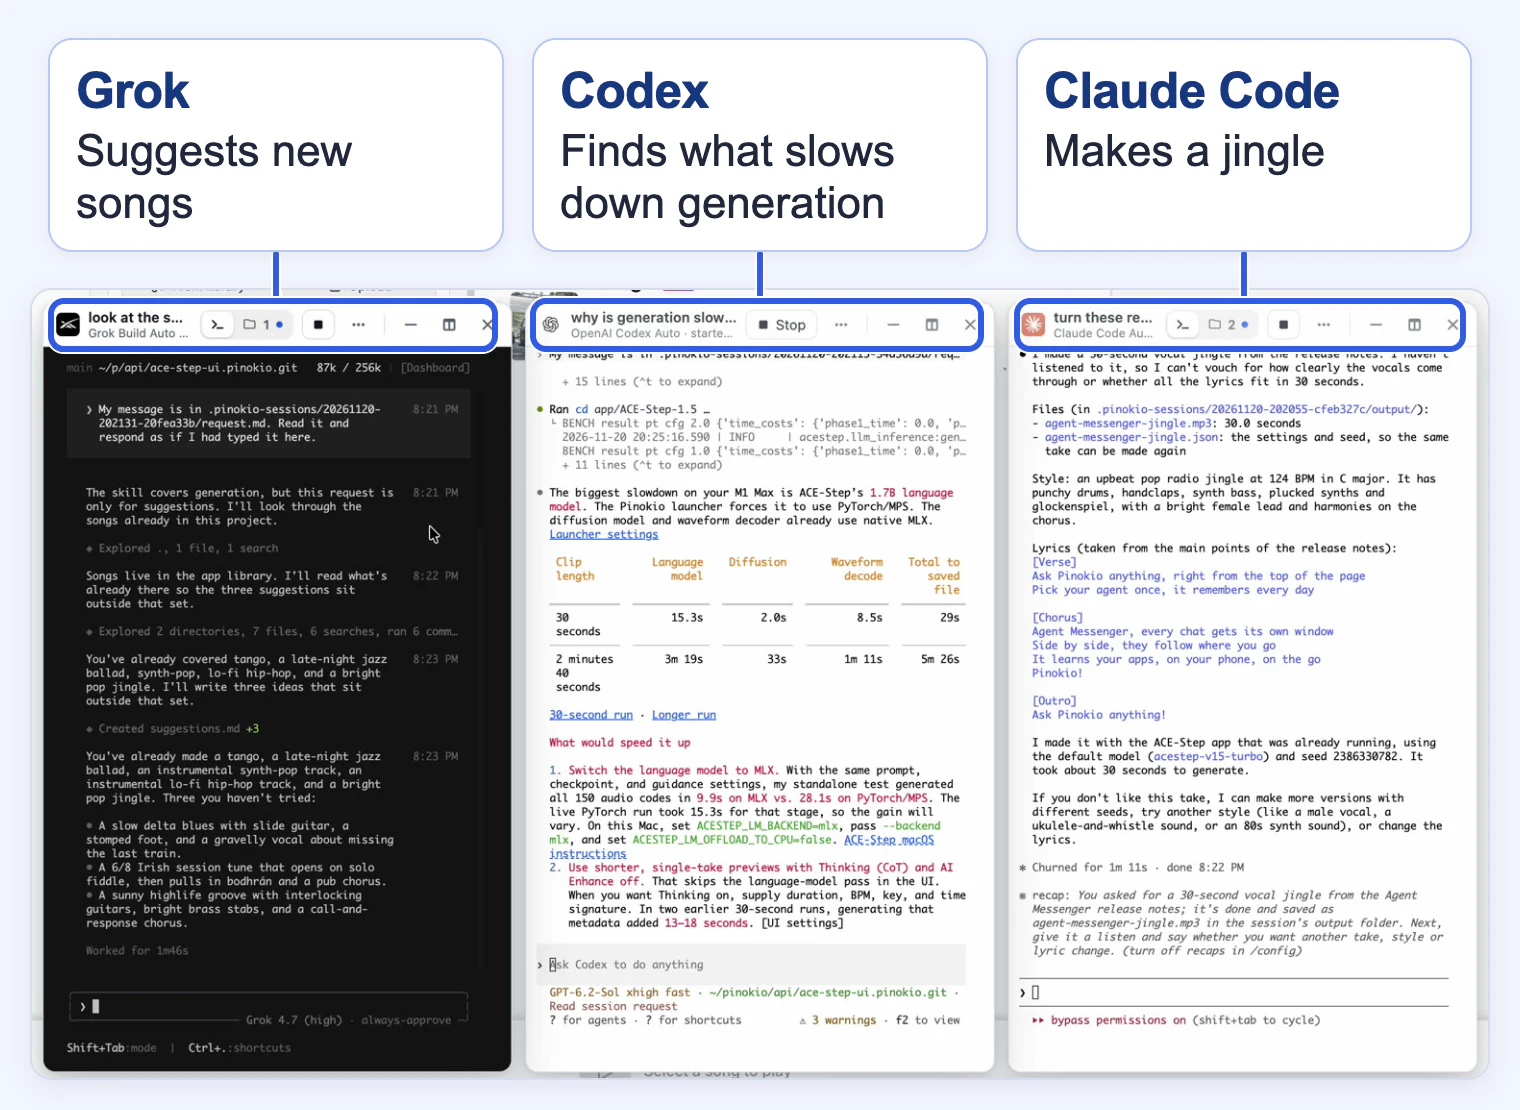 Grok
Suggests new
songs
Codex
Finds what slows
down generation
Claude Code
Makes a jingle
look at the s...
Grok Build Auto ...
1
main ~/p/api/ace-step-ui.pinokio.git 87k / 256k [Dashboard]
❯ My message is in .pinokio-sessions/20261120- 8:21 PM
202131-20fea33b/request.md. Read it and
respond as if I had typed it here.
The skill covers generation, but this request is 8:21 PM
only for suggestions. I'll look through the
songs already in this project.
◆ Explored ., 1 file, 1 search
Songs live in the app library. I'll read what's 8:22 PM
already there so the three suggestions sit
outside that set.
◆ Explored 2 directories, 7 files, 6 searches, ran 6 comm…
You've already covered tango, a late-night jazz 8:23 PM
ballad, synth-pop, lo-fi hip-hop, and a bright
pop jingle. I'll write three ideas that sit
outside that set.
◆ Created suggestions.md +3
You've already made a tango, a late-night jazz 8:23 PM
ballad, an instrumental synth-pop track, an
instrumental lo-fi hip-hop track, and a bright
pop jingle. Three you haven't tried:
• A slow delta blues with slide guitar, a
stomped foot, and a gravelly vocal about missing
the last train.
• A 6/8 Irish session tune that opens on solo
fiddle, then pulls in bodhrán and a pub chorus.
• A sunny highlife groove with interlocking
guitars, bright brass stabs, and a call-and-
response chorus.
Worked for 1m46s
❯
Grok 4.7 (high) · always-approve
Shift+Tab:mode | Ctrl+.:shortcuts
why is generation slow...
OpenAI Codex Auto · starte...
Stop
› My message is in .pinokio-sessions/20261120-202113-
+ 15 lines (^t to expand)
• Ran cd app/ACE-Step-1.5 …
└ BENCH result pt cfg 2.0 {'time_costs': {'phase1_time': 0.0, 'p…
2026-11-20 20:25:16.590 | INFO | acestep.llm_inference:gen…
BENCH result pt cfg 1.0 {'time_costs': {'phase1_time': 0.0, 'p…
+ 11 lines (^t to expand)
• The biggest slowdown on your M1 Max is ACE-Step's 1.7B language
model. The Pinokio launcher forces it to use PyTorch/MPS. The
diffusion model and waveform decoder already use native MLX.
Launcher settings
Clip Language Diffusion Waveform Total to
length model decode saved
file
30 15.3s 2.0s 8.5s 29s
seconds
2 minutes 3m 19s 33s 1m 11s 5m 26s
40
seconds
30-second run · Longer run
What would speed it up
1. Switch the language model to MLX. With the same prompt,
checkpoint, and guidance settings, my standalone test generated
all 150 audio codes in 9.9s on MLX vs. 28.1s on PyTorch/MPS. The
live PyTorch run took 15.3s for that stage, so the gain will
vary. On this Mac, set ACESTEP_LM_BACKEND=mlx, pass --backend
mlx, and set ACESTEP_LM_OFFLOAD_TO_CPU=false. ACE-Step macOS
instructions
2. Use shorter, single-take previews with Thinking (CoT) and AI
Enhance off. That skips the language-model pass in the UI.
When you want Thinking on, supply duration, BPM, key, and time
signature. In two earlier 30-second runs, generating that
metadata added 13–18 seconds. [UI settings]
› Ask Codex to do anything
GPT-6.2-Sol xhigh fast · ~/pinokio/api/ace-step-ui.pinokio.git ·
Read session request
? for agents · ? for shortcuts ⚠ 3 warnings · f2 to view
turn these re...
Claude Code Au...
2
• I made a 30-second vocal jingle from the release notes. I haven't
listened to it, so I can't vouch for how clearly the vocals come
through or whether all the lyrics fit in 30 seconds.
Files (in .pinokio-sessions/20261120-202055-cfeb327c/output/):
- agent-messenger-jingle.mp3: 30.0 seconds
- agent-messenger-jingle.json: the settings and seed, so the same
take can be made again
Style: an upbeat pop radio jingle at 124 BPM in C major. It has
punchy drums, handclaps, synth bass, plucked synths and
glockenspiel, with a bright female lead and harmonies on the
chorus.
Lyrics (taken from the main points of the release notes):
[Verse]
Ask Pinokio anything, right from the top of the page
Pick your agent once, it remembers every day
[Chorus]
Agent Messenger, every chat gets its own window
Side by side, they follow where you go
It learns your apps, on your phone, on the go
Pinokio!
[Outro]
Ask Pinokio anything!
I made it with the ACE-Step app that was already running, using
the default model (acestep-v15-turbo) and seed 2386330782. It
took about 30 seconds to generate.
If you don't like this take, I can make more versions with
different seeds, try another style (like a male vocal, a
ukulele-and-whistle sound, or an 80s synth sound), or change the
lyrics.
✻ Churned for 1m 11s · done 8:22 PM
※ recap: You asked for a 30-second vocal jingle from the Agent
Messenger release notes; it's done and saved as
agent-messenger-jingle.mp3 in the session's output folder. Next,
give it a listen and say whether you want another take, style or
lyric change. (turn off recaps in /config)
❯
▸▸ bypass permissions on (shift+tab to cycle)
Select a song to play